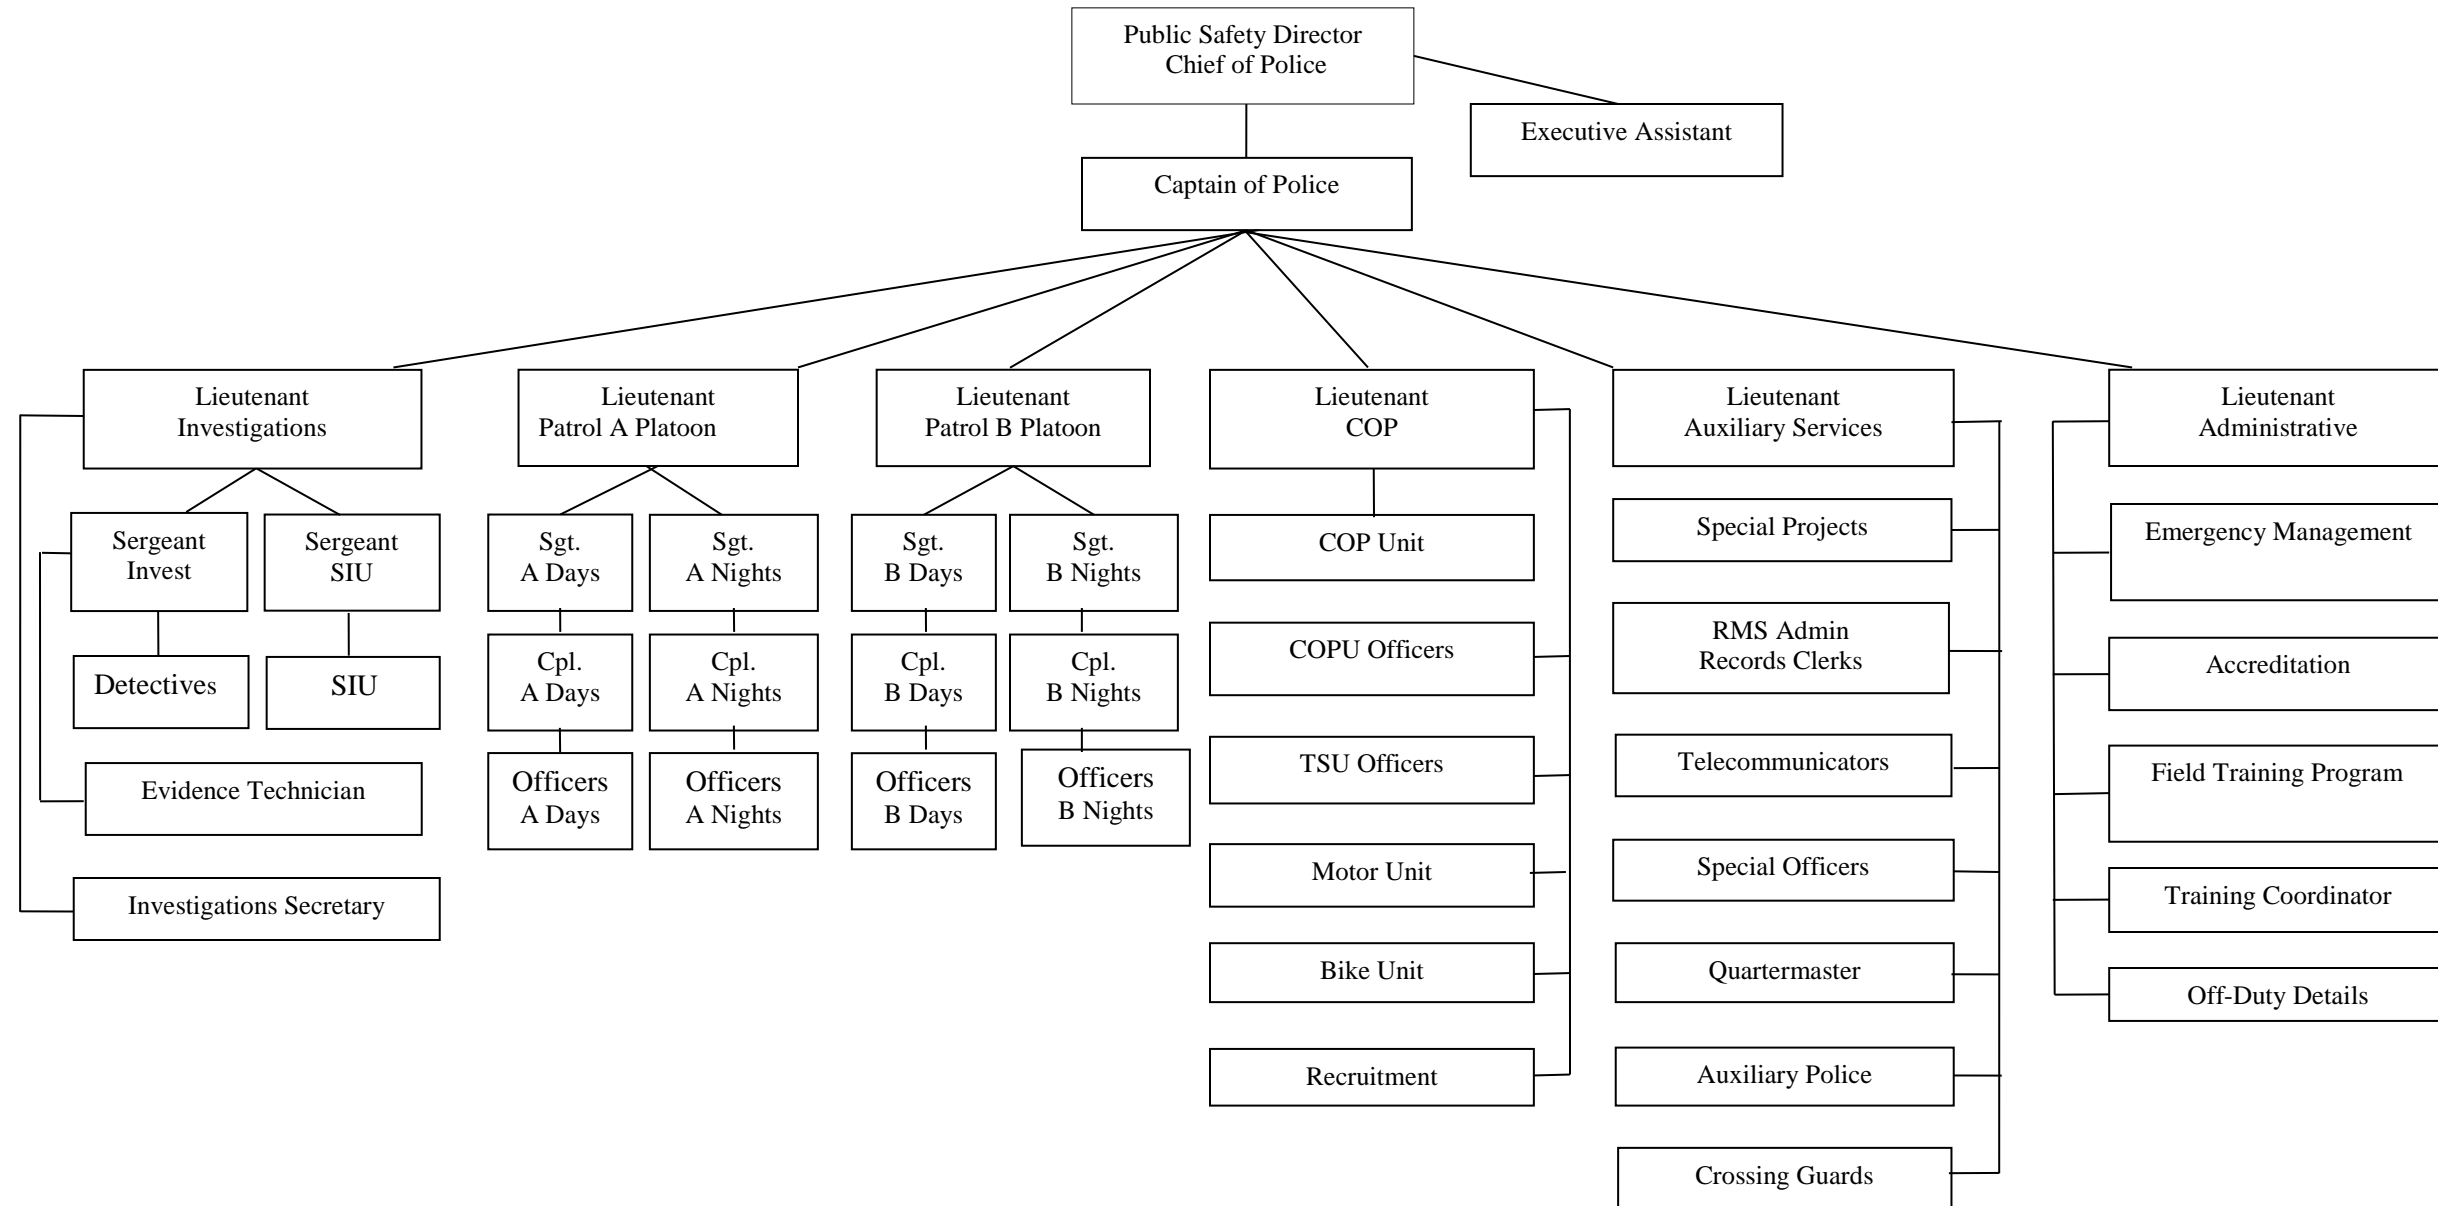 Public Safety Director
Chief of Police
Executive Assistant
Captain of Police
Lieutenant
Investigations
Lieutenant
Patrol A Platoon
Lieutenant
Patrol B Platoon
Lieutenant
COP
Lieutenant
Auxiliary Services
Lieutenant
Administrative
Sergeant
Invest
Sergeant
SIU
Detectives
SIU
Evidence Technician
Investigations Secretary
Sgt.
A Days
Sgt.
A Nights
Cpl.
A Days
Cpl.
A Nights
Officers
A Days
Officers
A Nights
Sgt.
B Days
Sgt.
B Nights
Cpl.
B Days
Cpl.
B Nights
Officers
B Days
Officers
B Nights
COP Unit
COPU Officers
TSU Officers
Motor Unit
Bike Unit
Recruitment
Special Projects
RMS Admin
Records Clerks
Telecommunicators
Special Officers
Quartermaster
Auxiliary Police
Crossing Guards
Emergency Management
Accreditation
Field Training Program
Training Coordinator
Off-Duty Details